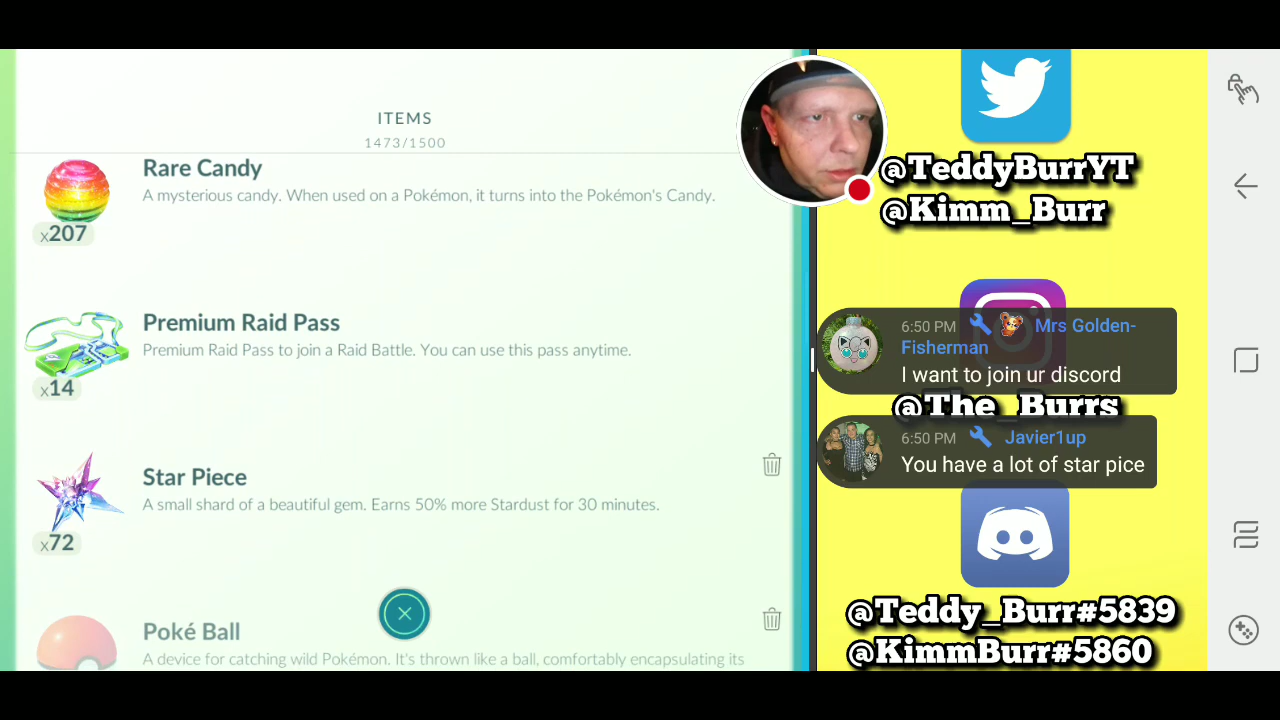 ITEMS
1473/1500
Rare Candy
A mysterious candy. When used on a Pokémon, it turns into the Pokémon's Candy.
x207
Premium Raid Pass
Premium Raid Pass to join a Raid Battle. You can use this pass anytime.
x14
Star Piece
A small shard of a beautiful gem. Earns 50% more Stardust for 30 minutes.
x72
Poké Ball
A device for catching wild Pokémon. It's thrown like a ball, comfortably encapsulating its
@TeddyBurrYT
@Kimm_Burr
6:50 PM Mrs Golden-
Fisherman
I want to join ur discord
@The_Burrs
6:50 PM Javier1up
You have a lot of star pice
@Teddy_Burr#5839
@KimmBurr#5860